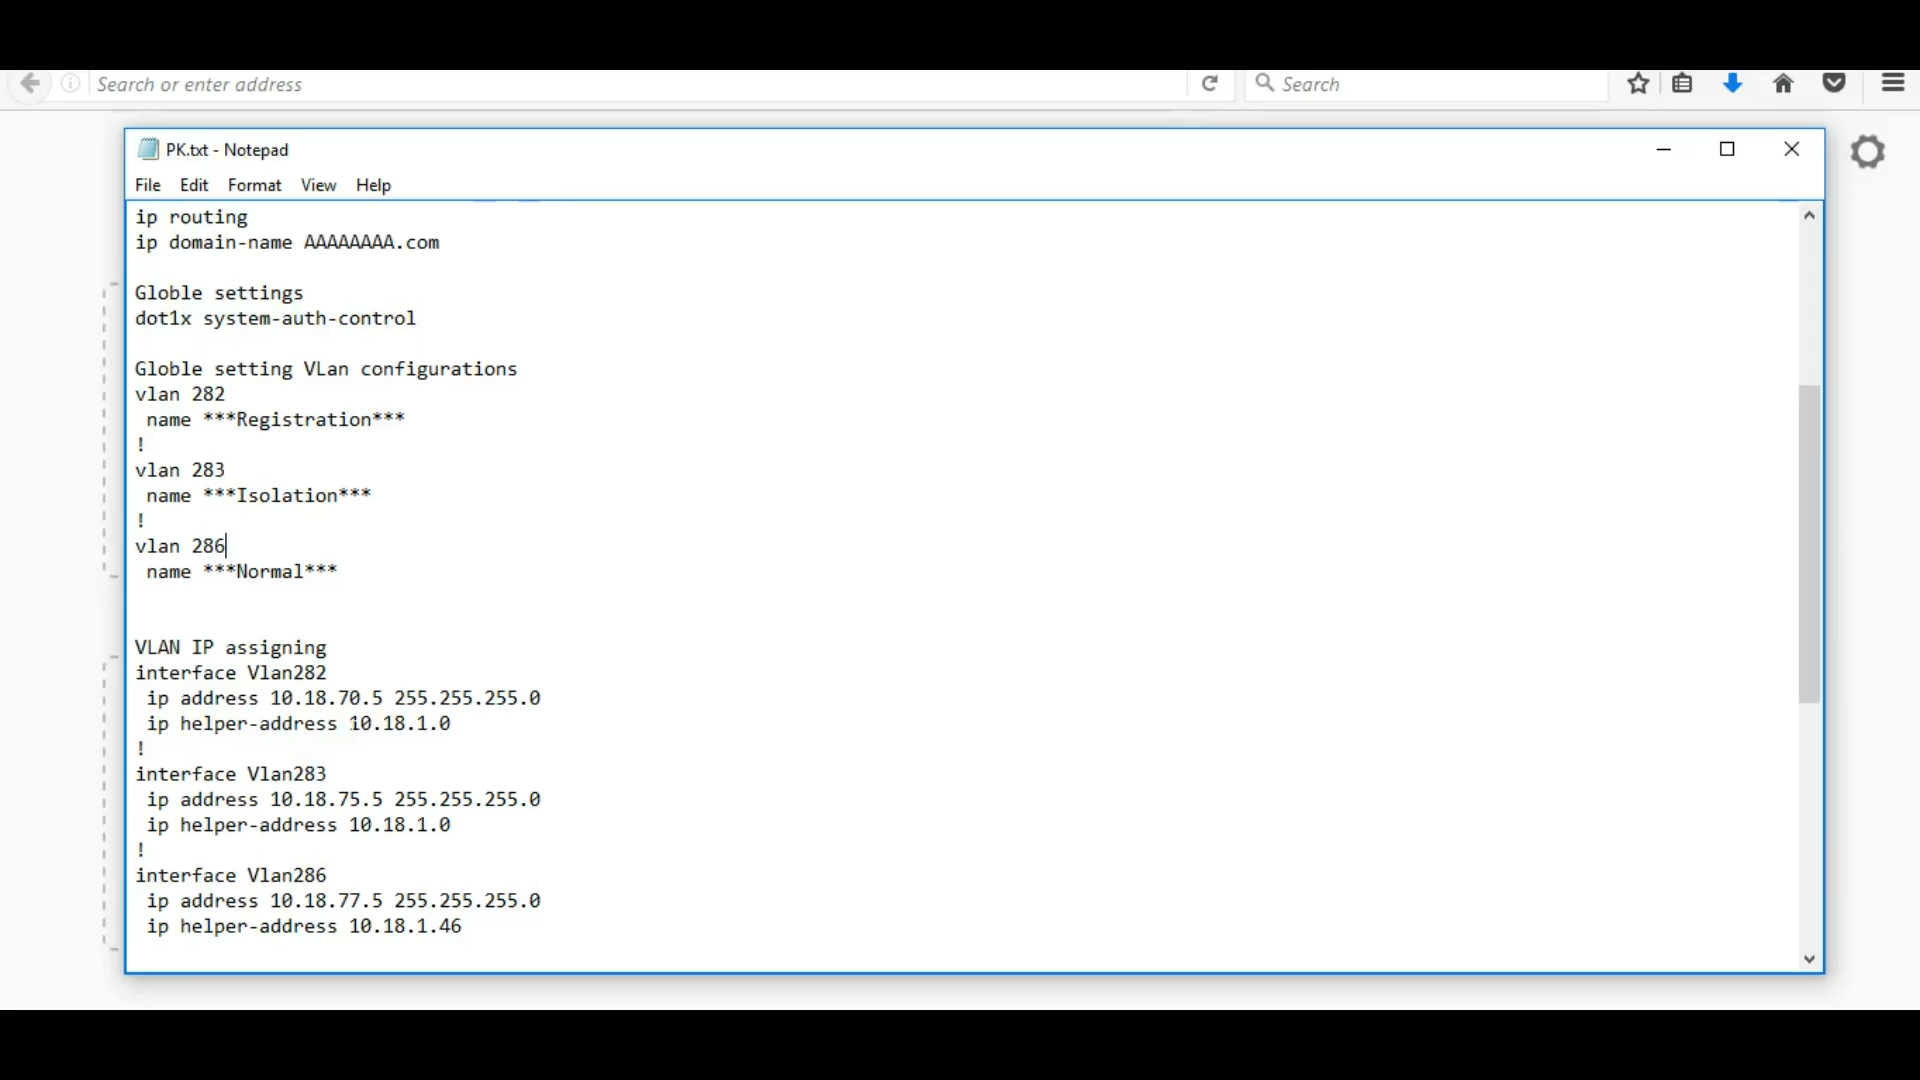 Search or enter address
Search
PK.txt - Notepad
File Edit Format View Help
ip routing
ip domain-name AAAAAAAA.com
Globle settings
dot1x system-auth-control
Globle setting VLan configurations
vlan 282
name ***Registration***
!
vlan 283
name ***Isolation***
!
vlan 286
name ***Normal***
VLAN IP assigning
interface Vlan282
ip address 10.18.70.5 255.255.255.0
ip helper-address 10.18.1.0
!
interface Vlan283
ip address 10.18.75.5 255.255.255.0
ip helper-address 10.18.1.0
!
interface Vlan286
ip address 10.18.77.5 255.255.255.0
ip helper-address 10.18.1.46